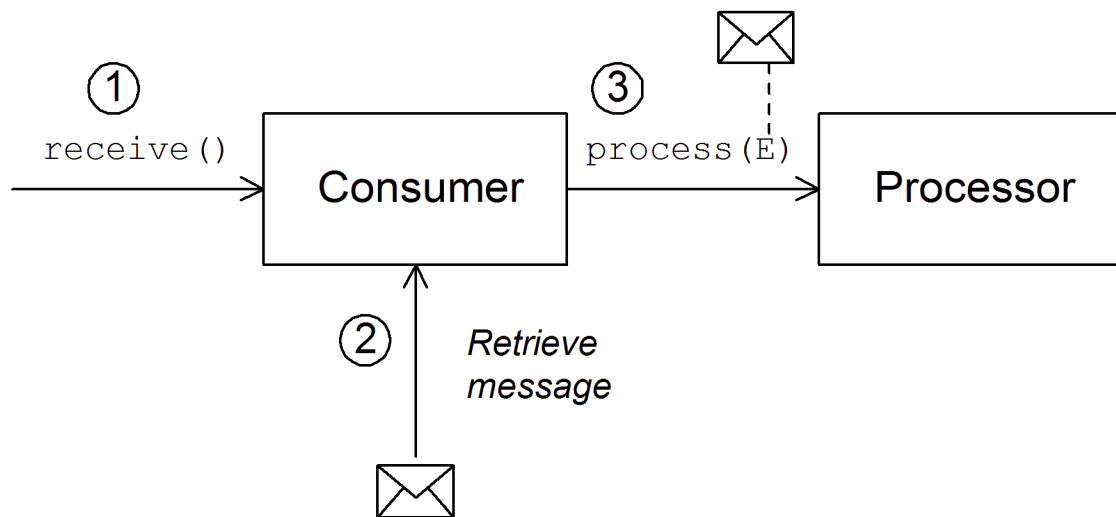 1
receive()
Consumer
3
process(E)
Processor
2
Retrieve
message